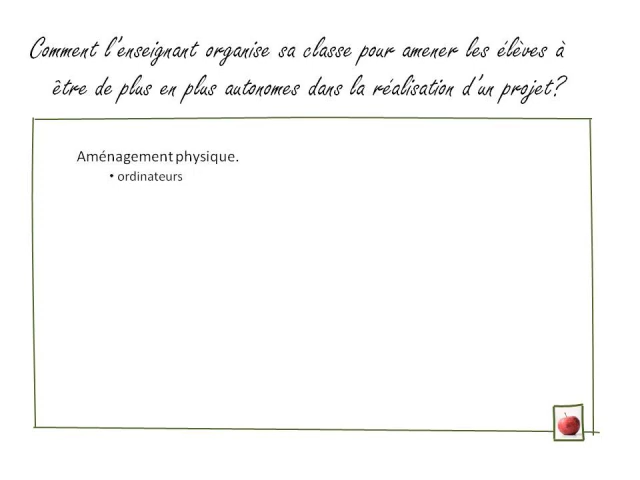 Comment l'enseignant organise sa classe pour amener les élèves à
être de plus en plus autonomes dans la réalisation d'un projet?
Aménagement physique.
• ordinateurs